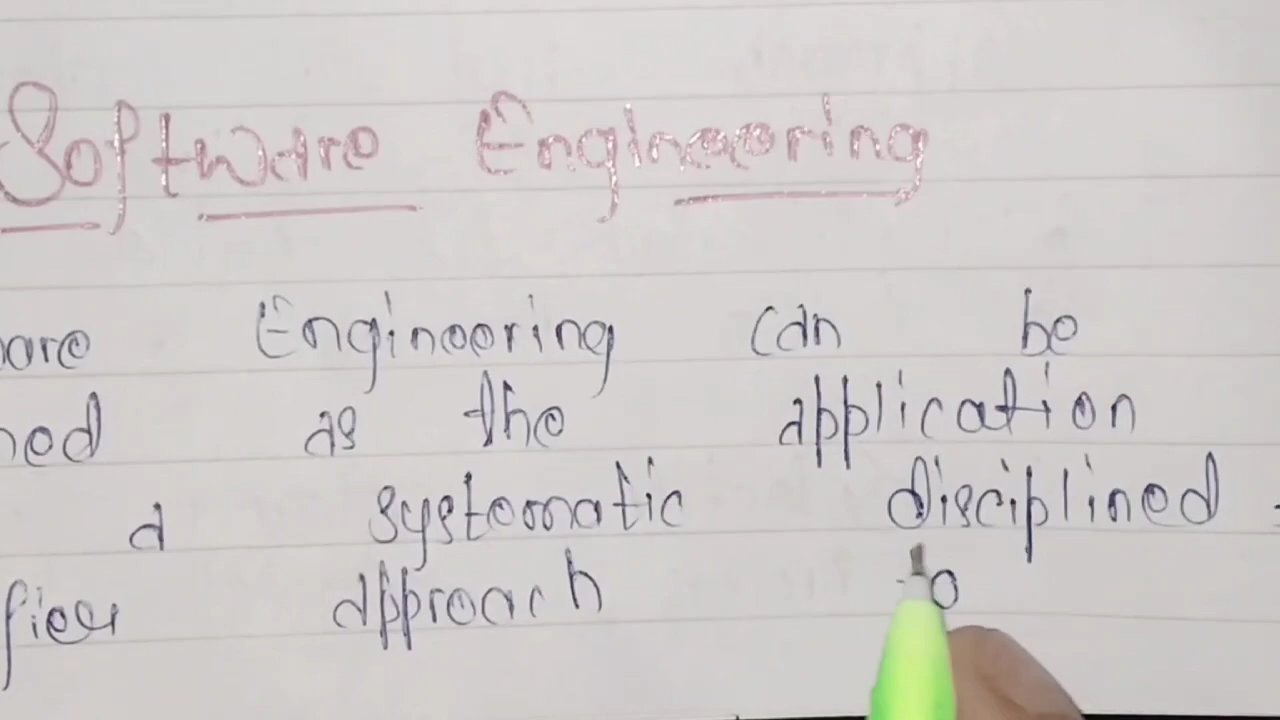 Software Engineering
are Engineering can be
ned as the application
a systematic disciplined
fier approach to